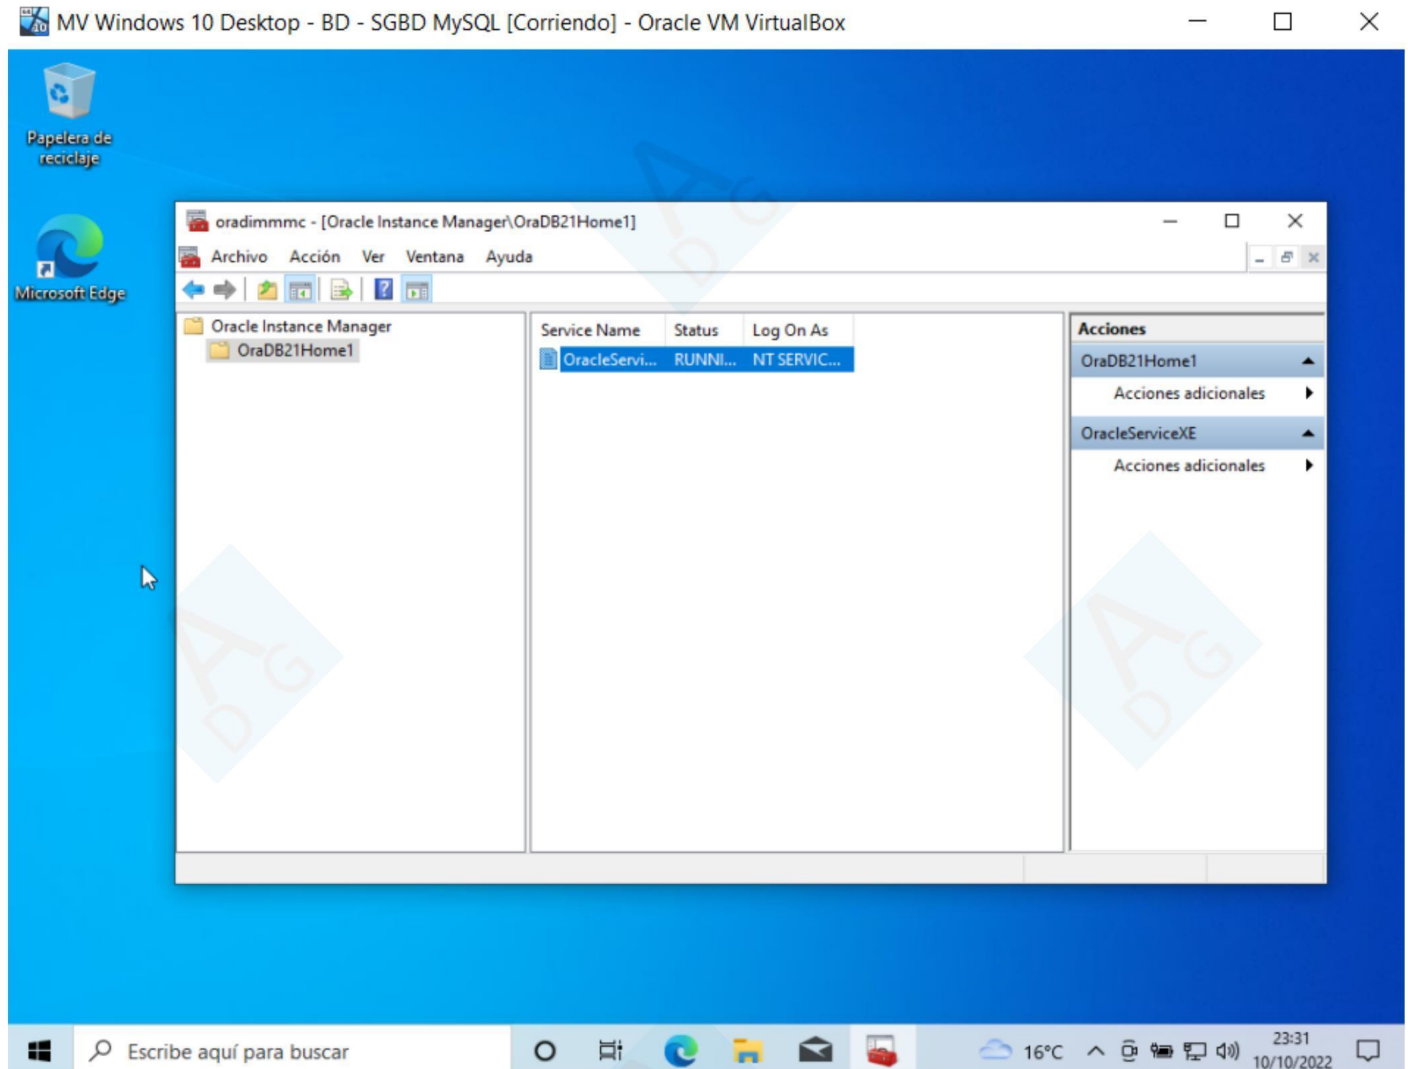 MV Windows 10 Desktop - BD - SGBD MySQL [Corriendo] - Oracle VM VirtualBox
Papelera de
reciclaje
Microsoft Edge
oradimmmc - [Oracle Instance Manager\OraDB21Home1]
Archivo Acción Ver Ventana Ayuda
Oracle Instance Manager
OraDB21Home1
Service Name Status Log On As
OracleServi... RUNNI... NT SERVIC...
Acciones
OraDB21Home1
Acciones adicionales
OracleServiceXE
Acciones adicionales
A G D
A G D
A G D
Escribe aquí para buscar
16°C
23:31
10/10/2022